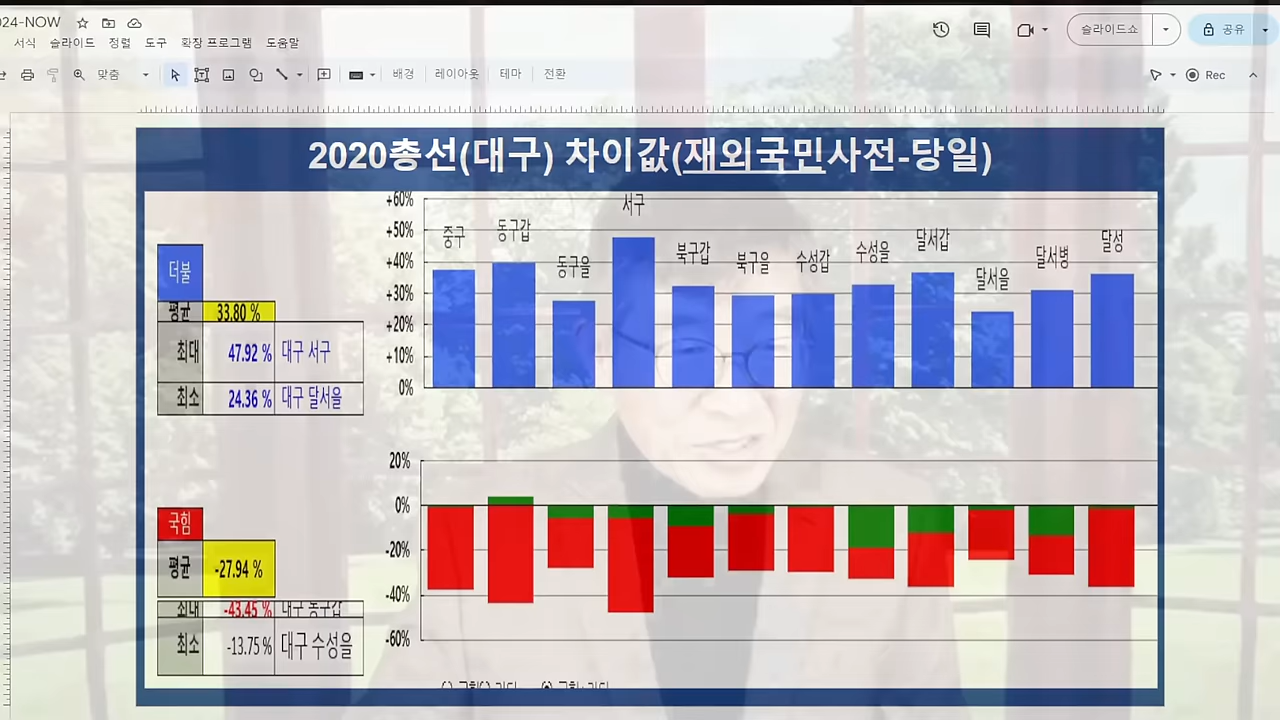 024-NOW
서식 슬라이드 정렬 도구 확장 프로그램 도움말
슬라이드쇼
공유
맞춤
배경 레이아웃 테마 전환
Rec
2020총선(대구) 차이값(재외국민사전-당일)
더불
평균 33.80 %
최대 47.92 % 대구 서구
최소 24.36 % 대구 달서을
+60%
+50%
+40%
+30%
+20%
+10%
0%
중구 동구갑 동구을 서구 북구갑 북구을 수성갑 수성을 달서갑 달서을 달서병 달성
국힘
평균 -27.94 %
최대 -43.45 % 대구 동구갑
최소 -13.75 % 대구 수성을
20%
0%
-20%
-40%
-60%